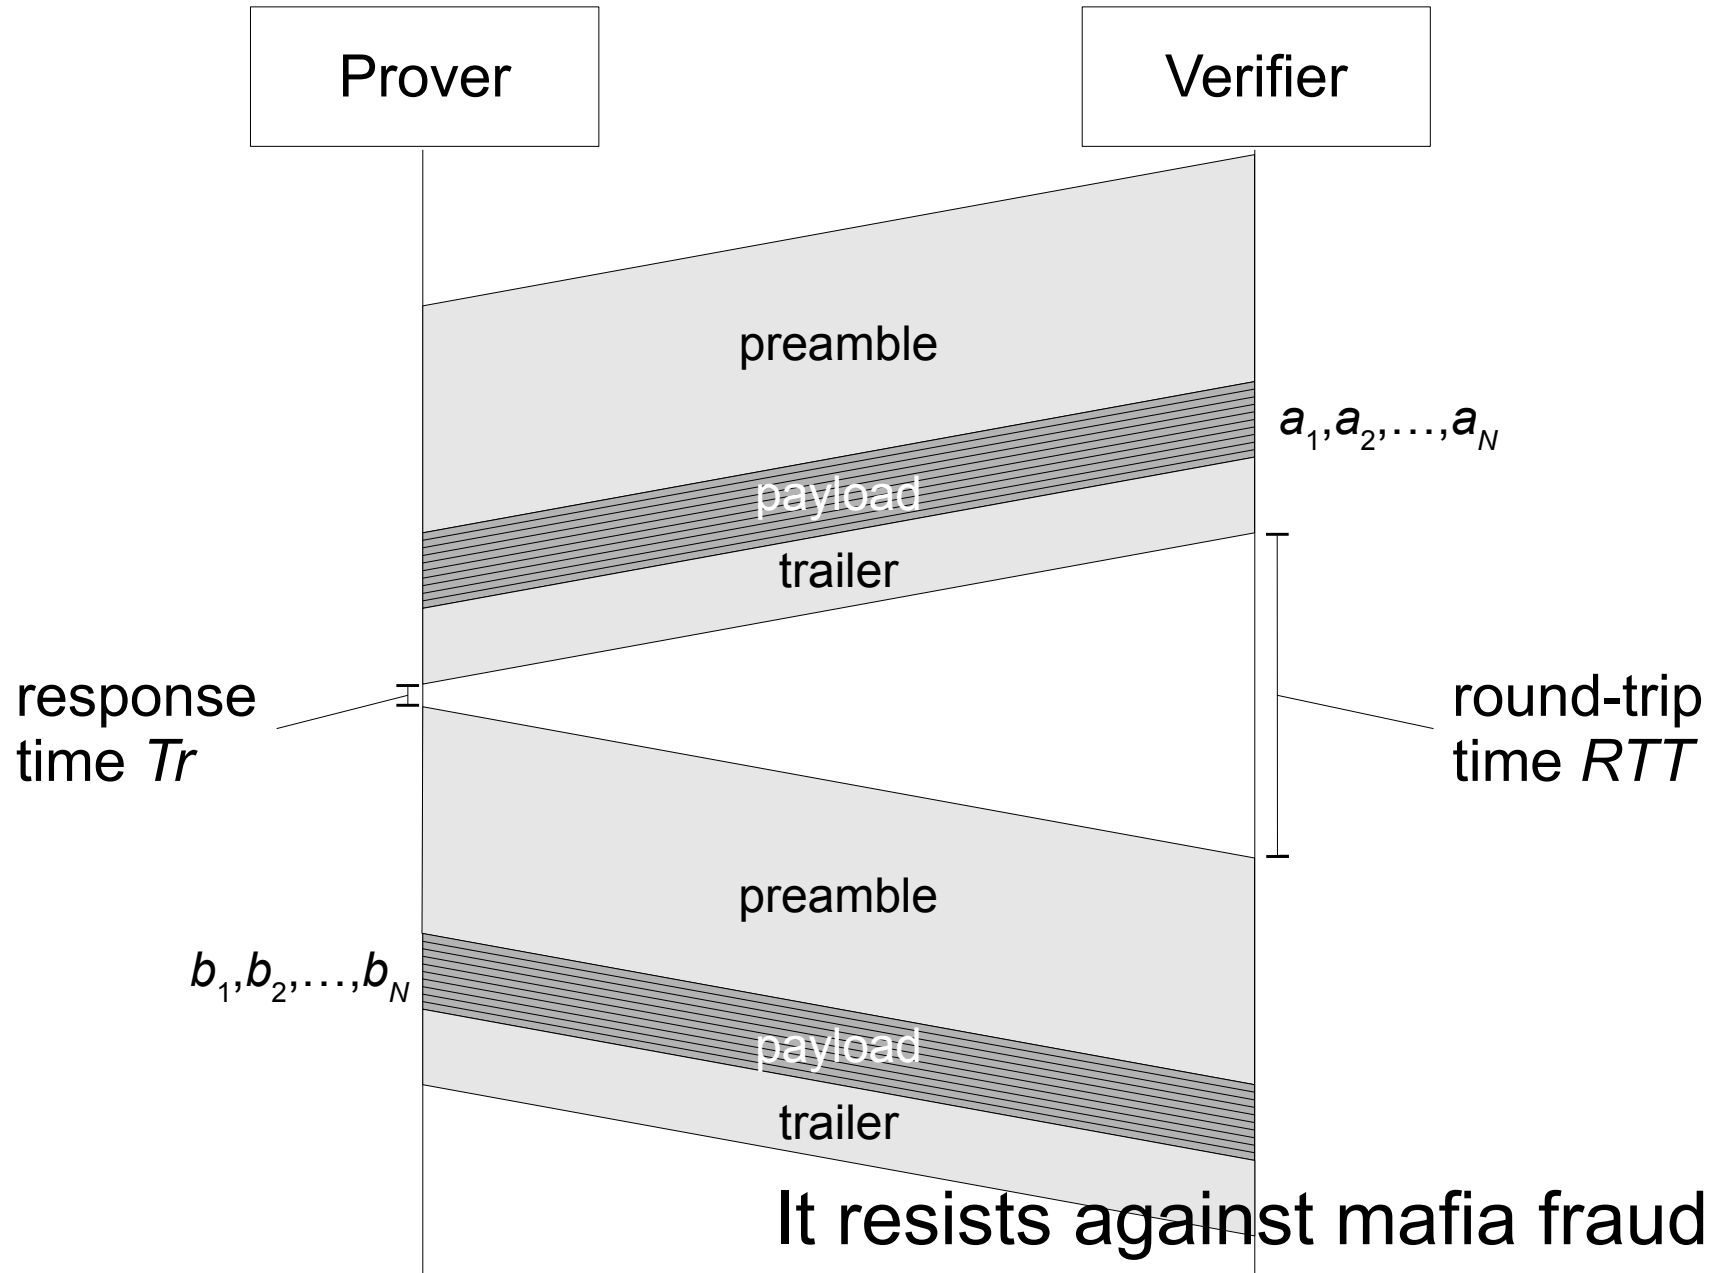 Prover
Verifier
preamble
a1,a2,…,aN
payload
trailer
response
time Tr
round-trip
time RTT
preamble
b1,b2,…,bN
payload
trailer
It resists against mafia fraud